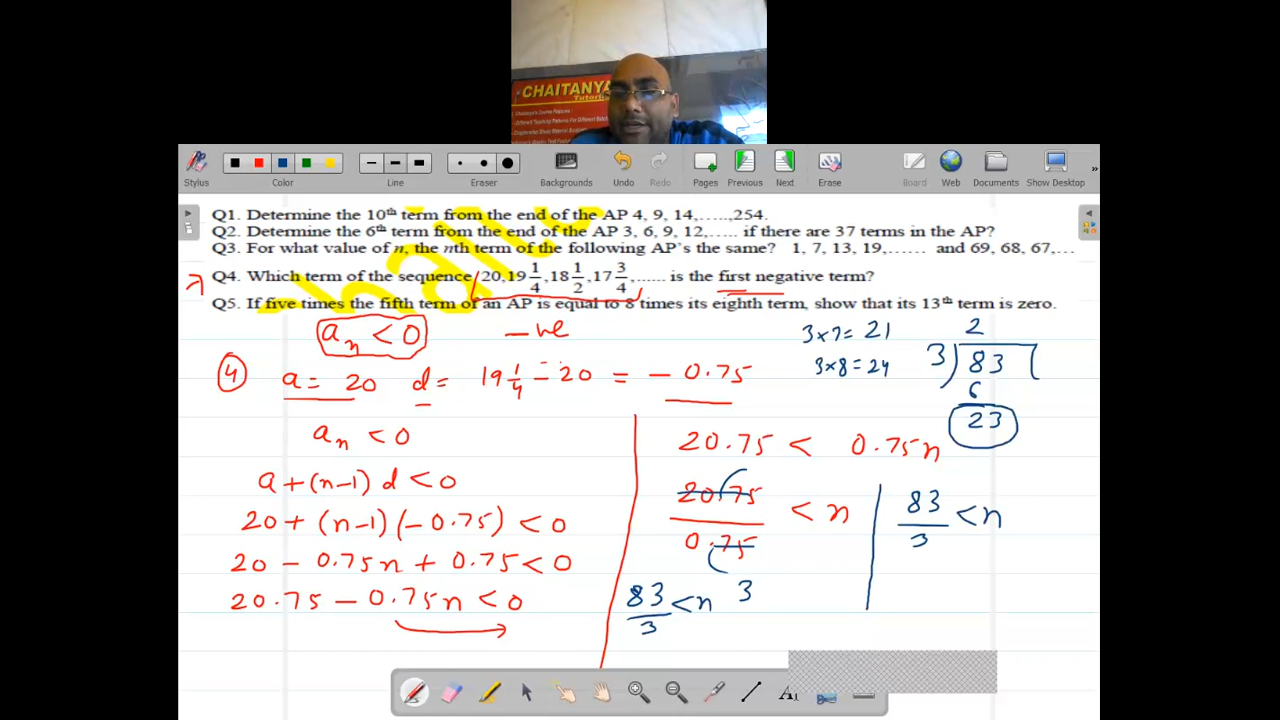 CHAITANYA
Tutorial
Stylus
Color
Line
Eraser
Backgrounds
Undo
Redo
Pages
Previous
Next
Erase
Board
Web
Documents
Show Desktop
»
Q1. Determine the 10th term from the end of the AP 4, 9, 14,…..,254.
Q2. Determine the 6th term from the end of the AP 3, 6, 9, 12,….. if there are 37 terms in the AP?
Q3. For what value of n, the nth term of the following AP's the same? 1, 7, 13, 19,…… and 69, 68, 67,…
Q4. Which term of the sequence 20, 19 1/4, 18 1/2, 17 3/4, ...... is the first negative term?
Q5. If five times the fifth term of an AP is equal to 8 times its eighth term, show that its 13th term is zero.
aₙ < 0
-ve
④ a = 20 d = 19 1/4 - 20 = - 0.75
aₙ < 0
a + (n-1) d < 0
20 + (n-1) (-0.75) < 0
20 - 0.75n + 0.75 < 0
20.75 - 0.75n < 0
20.75 < 0.75n
20.75/0.75 < n
83/3 < n
3
83/3 < n
3×7 = 21
3×8 = 24
2
3 83
6
23